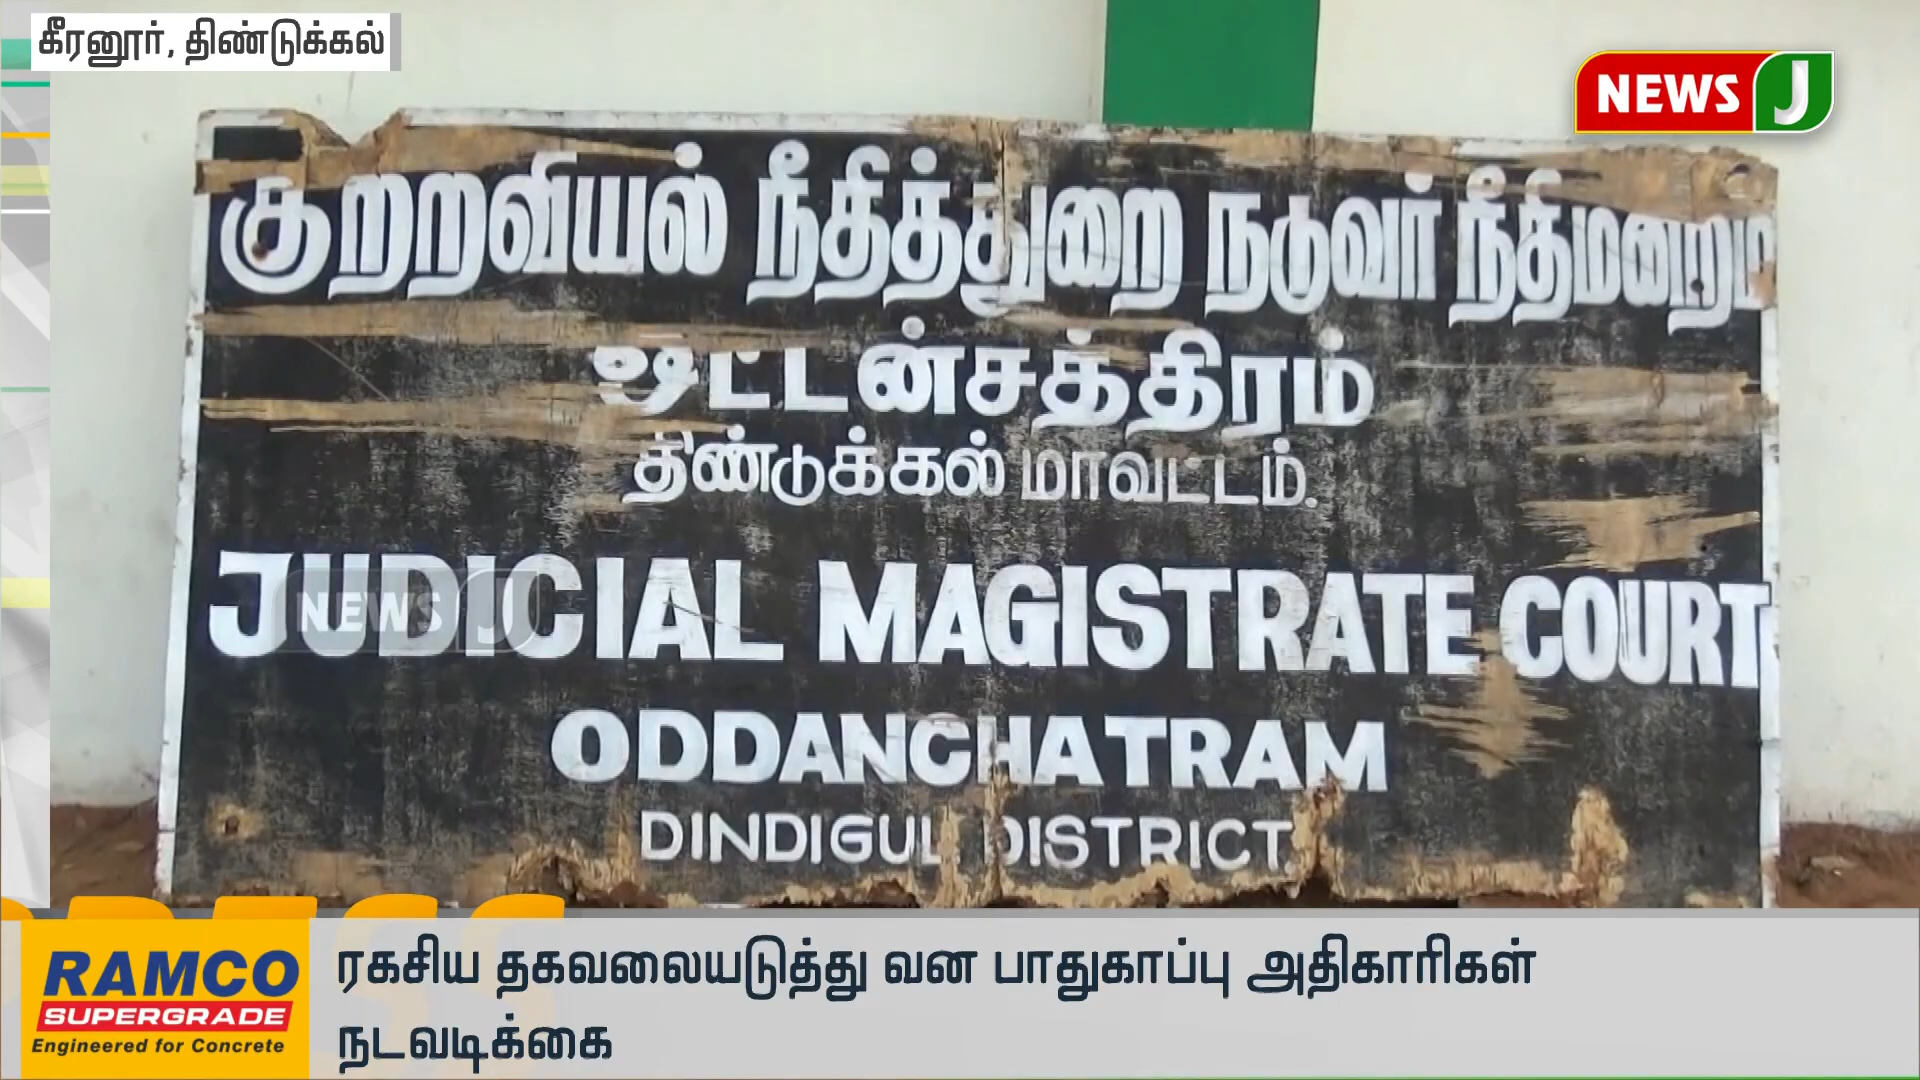 கீரனூர், திண்டுக்கல்
NEWS J
குற்றவியல் நீதித்துறை நடுவர் நீதிமன்றம்
ஒட்டன்சத்திரம்
திண்டுக்கல் மாவட்டம்.
JUDICIAL MAGISTRATE COURT
NEWS J
ODDANCHATRAM
DINDIGUL DISTRICT.
RAMCO
SUPERGRADE
Engineered for Concrete
ரகசிய தகவலையடுத்து வன பாதுகாப்பு அதிகாரிகள்
நடவடிக்கை